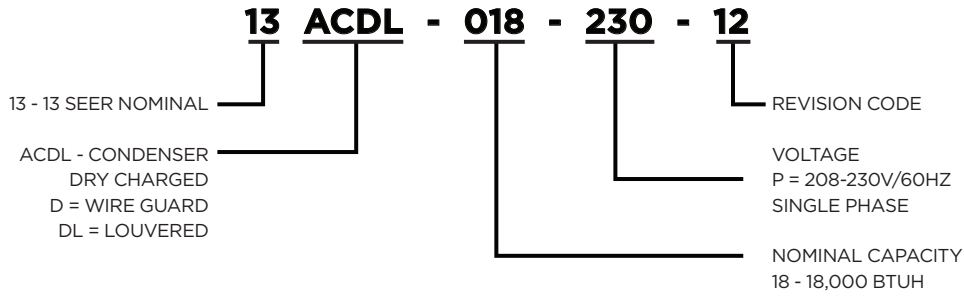 13 ACDL - 018 - 230 - 12
13 - 13 SEER NOMINAL
ACDL - CONDENSER
DRY CHARGED
D = WIRE GUARD
DL = LOUVERED
REVISION CODE
VOLTAGE
P = 208-230V/60HZ
SINGLE PHASE
NOMINAL CAPACITY
18 - 18,000 BTUH